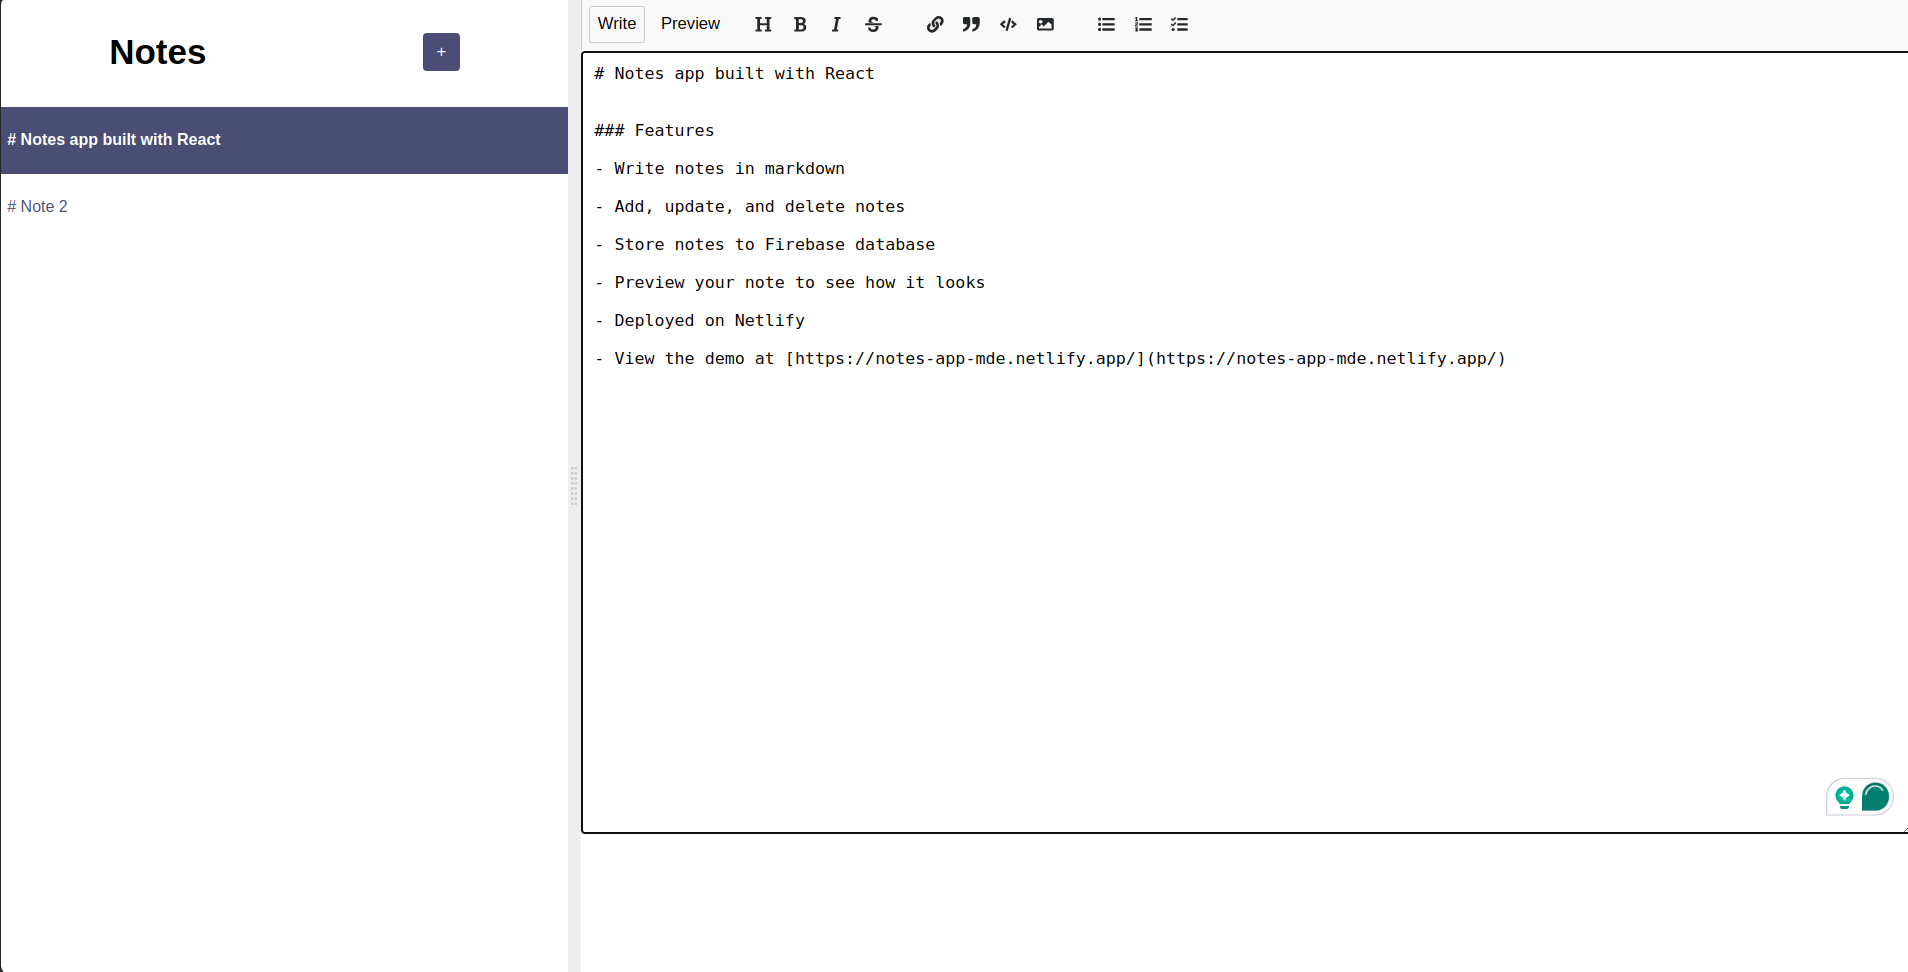 Notes
+
# Notes app built with React
# Note 2
Write Preview
# Notes app built with React
### Features
- Write notes in markdown
- Add, update, and delete notes
- Store notes to Firebase database
- Preview your note to see how it looks
- Deployed on Netlify
- View the demo at [https://notes-app-mde.netlify.app/](https://notes-app-mde.netlify.app/)